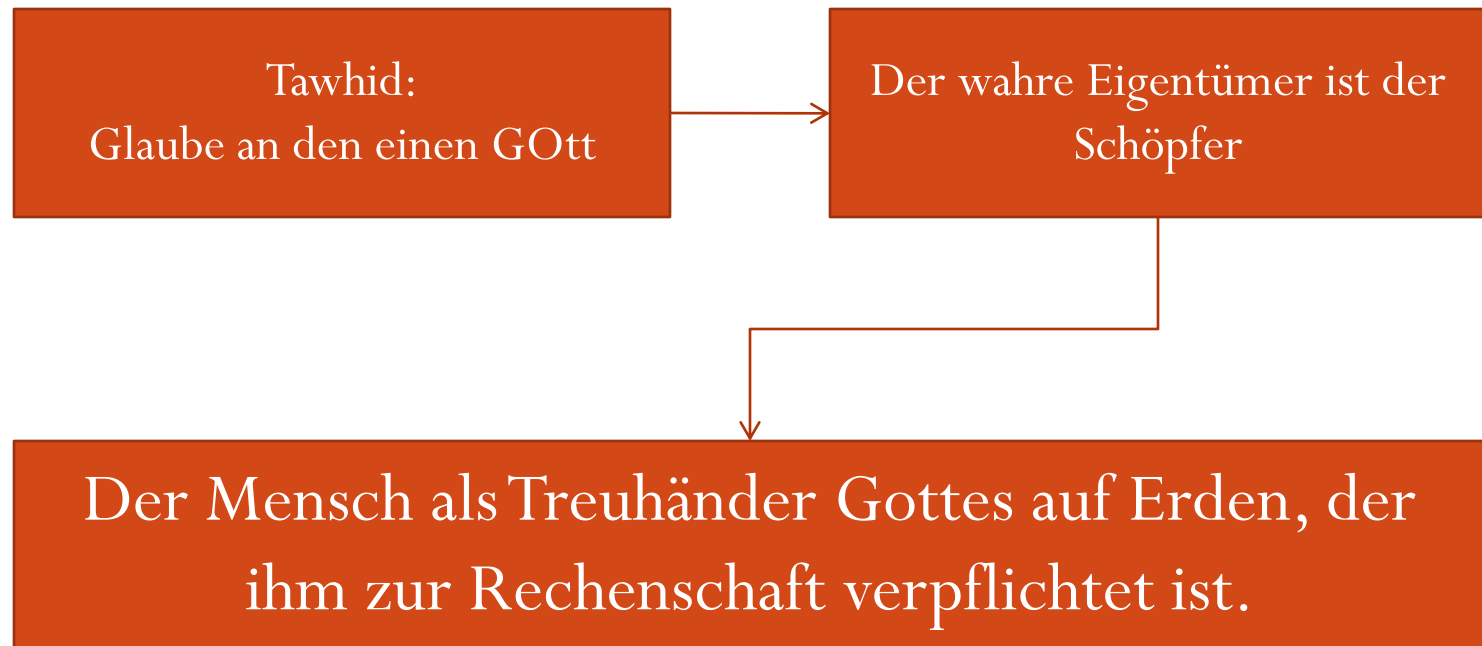 Tawhid:
Glaube an den einen GOtt
Der wahre Eigentümer ist der
Schöpfer
Der Mensch als Treuhänder Gottes auf Erden, der
ihm zur Rechenschaft verpflichtet ist.